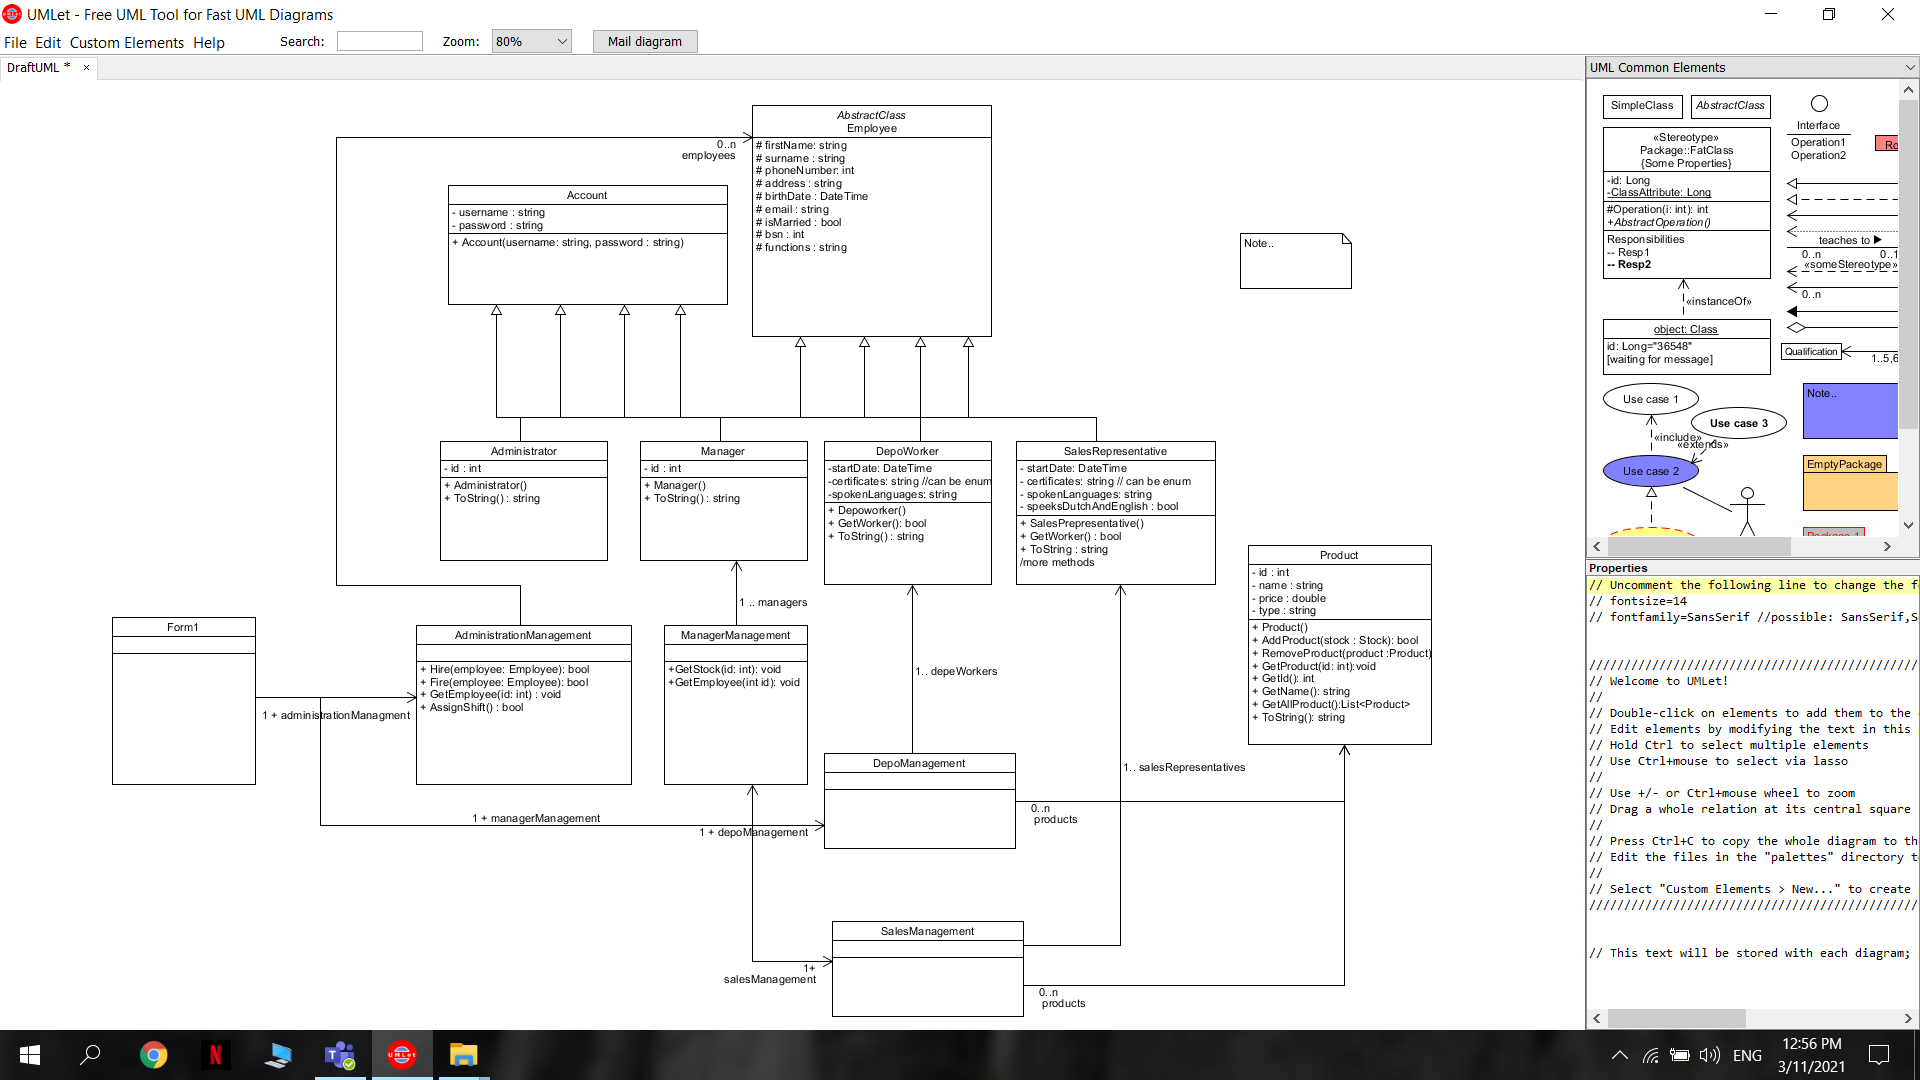 UMLet - Free UML Tool for Fast UML Diagrams
File Edit Custom Elements Help Search: Zoom: 80% Mail diagram
DraftUML * ×
AbstractClass
Employee
# firstName: string
# surname : string
# phoneNumber: int
# address : string
# birthDate : DateTime
# email : string
# isMarried : bool
# bsn : int
# functions : string
0..n
employees
Account
- username : string
- password : string
+ Account(username: string, password : string)
Note..
Administrator
- id : int
+ Administrator()
+ ToString() : string
Manager
- id : int
+ Manager()
+ ToString() : string
DepoWorker
-startDate: DateTime
-certificates: string //can be enum
-spokenLanguages: string
+ Depoworker()
+ GetWorker(): bool
+ ToString() : string
SalesRepresentative
- startDate: DateTime
- certificates: string // can be enum
- spokenLanguages: string
- speeksDutchAndEnglish : bool
+ SalesPrepresentative()
+ GetWorker() : bool
+ ToString : string
/more methods
Product
- id : int
- name : string
- price : double
- type : string
+ Product()
+ AddProduct(stock : Stock): bool
+ RemoveProduct(product :Product)
+ GetProduct(id: int):void
+ GetId(): int
+ GetName(): string
+ GetAllProduct():List<Product>
+ ToString(): string
1 .. managers
Form1
AdministrationManagement
+ Hire(employee: Employee): bool
+ Fire(employee: Employee): bool
+ GetEmployee(id: int) : void
+ AssignShift() : bool
ManagerManagement
+GetStock(id: int): void
+GetEmployee(int id): void
1.. depeWorkers
1 + administrationManagment
DepoManagement
1.. salesRepresentatives
1 + managerManagement
1 + depoManagement
0..n
products
SalesManagement
1+
salesManagement
0..n
products
UML Common Elements
SimpleClass
AbstractClass
Interface
Operation1
Operation2
Ro
«Stereotype»
Package::FatClass
{Some Properties}
-id: Long
-ClassAttribute: Long
#Operation(i: int): int
+AbstractOperation()
Responsibilities
-- Resp1
-- Resp2
teaches to
0..n 0..1
«someStereotype»
0..n
«instanceOf»
object: Class
id: Long="36548"
[waiting for message]
Qualification
1..5,6
Use case 1
Note..
Use case 3
«include»
«extends»
Use case 2
EmptyPackage
Package 1
Properties
// Uncomment the following line to change the f
// fontsize=14
// fontfamily=SansSerif //possible: SansSerif,S
/////////////////////////////////////////////////
// Welcome to UMLet!
//
// Double-click on elements to add them to the
// Edit elements by modifying the text in this
// Hold Ctrl to select multiple elements
// Use Ctrl+mouse to select via lasso
//
// Use +/- or Ctrl+mouse wheel to zoom
// Drag a whole relation at its central square
//
// Press Ctrl+C to copy the whole diagram to th
// Edit the files in the "palettes" directory t
//
// Select "Custom Elements > New..." to create
/////////////////////////////////////////////////
// This text will be stored with each diagram;
N
UMLet
ENG
12:56 PM
3/11/2021